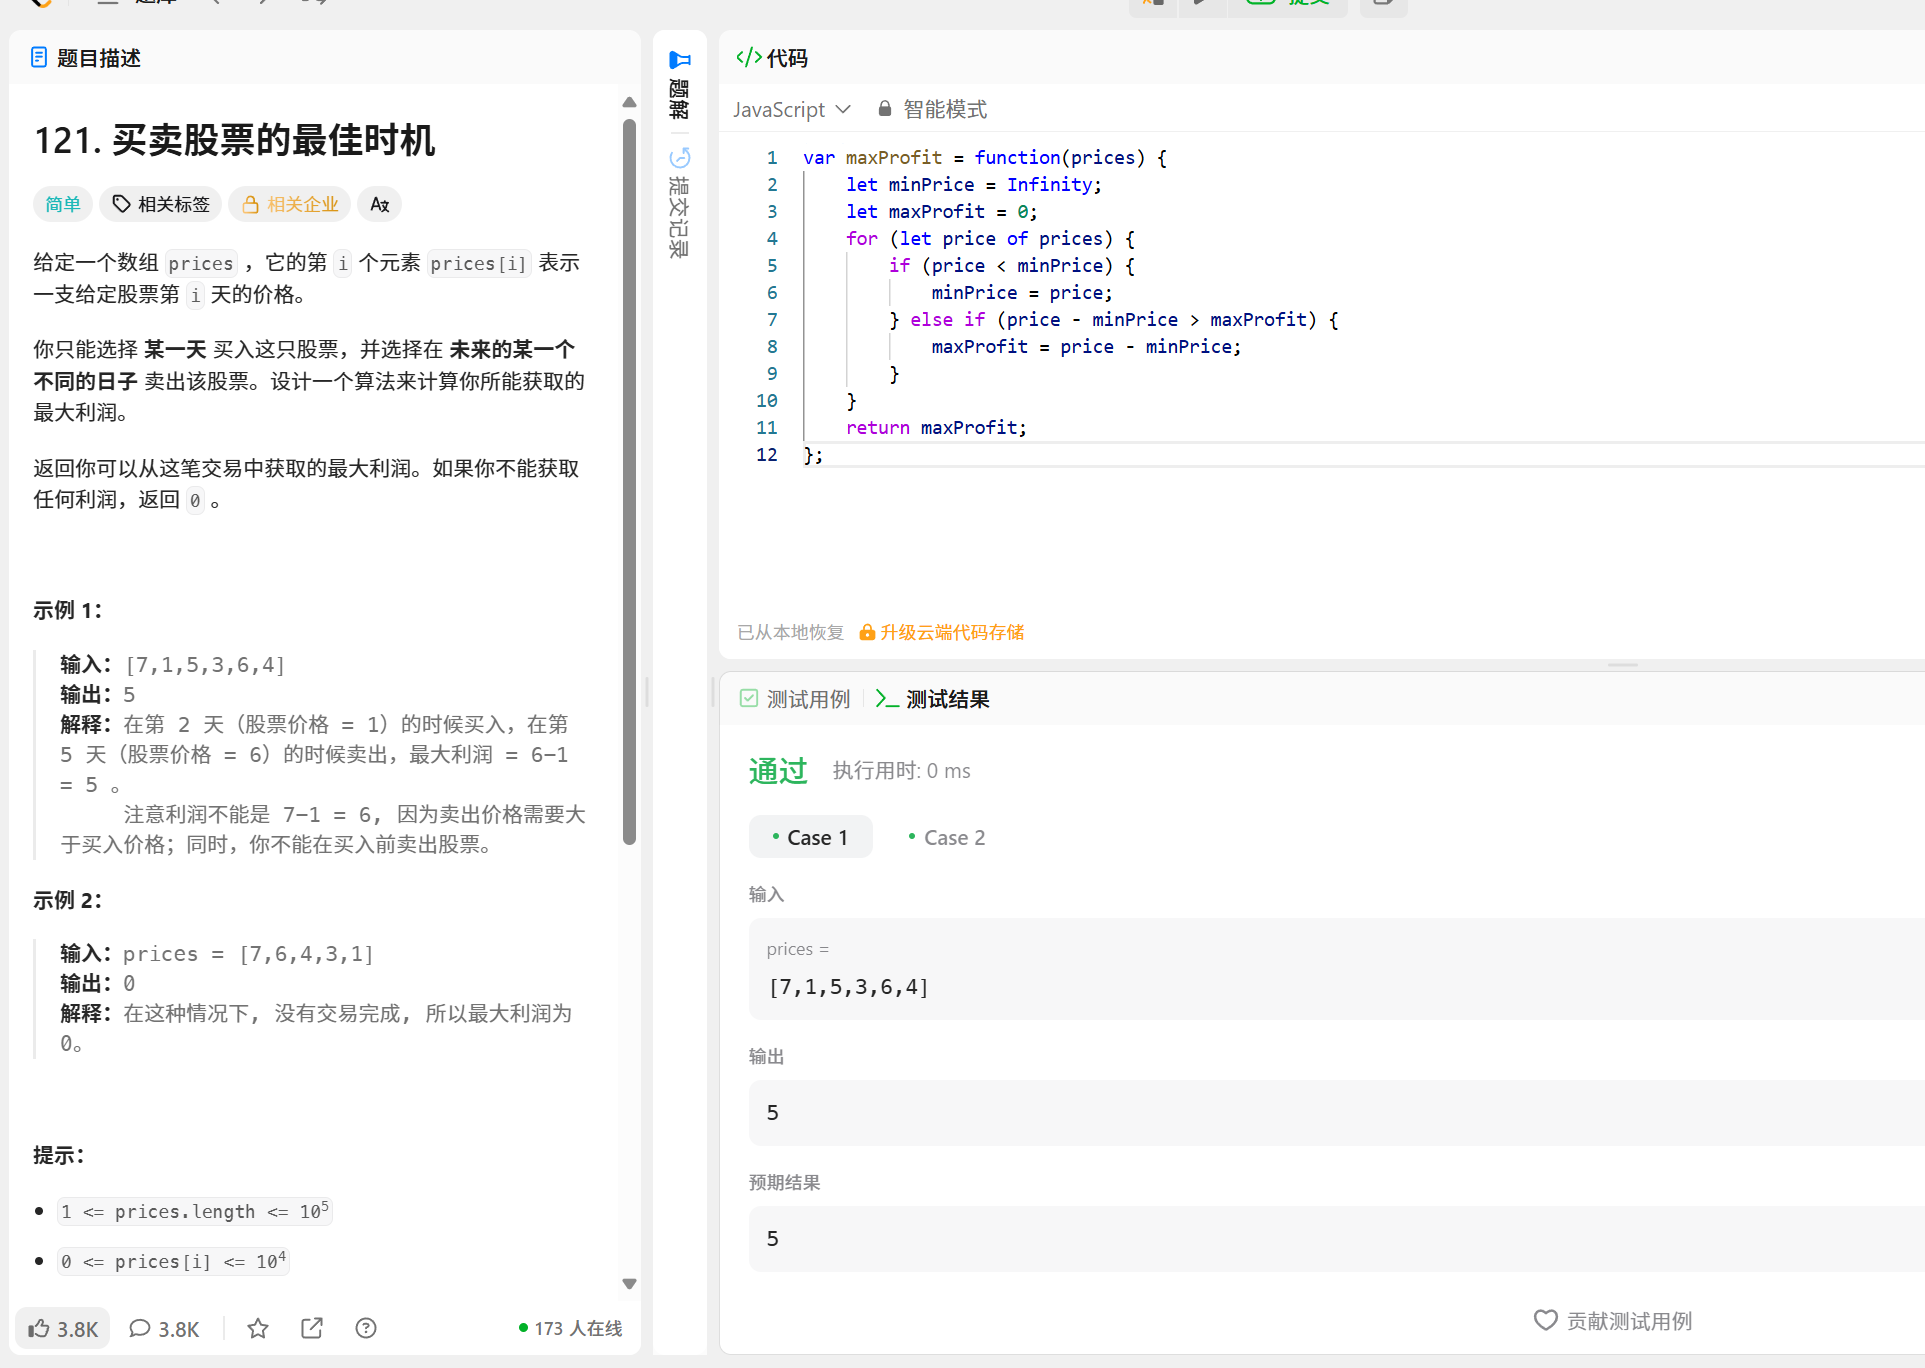 题目描述
121. 买卖股票的最佳时机
简单 相关标签 相关企业
给定一个数组 prices ，它的第 i 个元素 prices[i] 表示
一支给定股票第 i 天的价格。
你只能选择 某一天 买入这只股票，并选择在 未来的某一个
不同的日子 卖出该股票。设计一个算法来计算你所能获取的
最大利润。
返回你可以从这笔交易中获取的最大利润。如果你不能获取
任何利润，返回 0 。
示例 1：
输入：[7,1,5,3,6,4]
输出：5
解释：在第 2 天（股票价格 = 1）的时候买入，在第
5 天（股票价格 = 6）的时候卖出，最大利润 = 6-1
= 5 。
注意利润不能是 7-1 = 6, 因为卖出价格需要大
于买入价格；同时，你不能在买入前卖出股票。
示例 2：
输入：prices = [7,6,4,3,1]
输出：0
解释：在这种情况下, 没有交易完成, 所以最大利润为
0。
提示：
1 <= prices.length <= 10⁵
0 <= prices[i] <= 10⁴
3.8K 3.8K 173 人在线
题解
提交记录
</> 代码
JavaScript 智能模式
1 var maxProfit = function(prices) {
2 let minPrice = Infinity;
3 let maxProfit = 0;
4 for (let price of prices) {
5 if (price < minPrice) {
6 minPrice = price;
7 } else if (price - minPrice > maxProfit) {
8 maxProfit = price - minPrice;
9 }
10 }
11 return maxProfit;
12 };
已从本地恢复 升级云端代码存储
测试用例 测试结果
通过 执行用时: 0 ms
Case 1 Case 2
输入
prices =
[7,1,5,3,6,4]
输出
5
预期结果
5
贡献测试用例